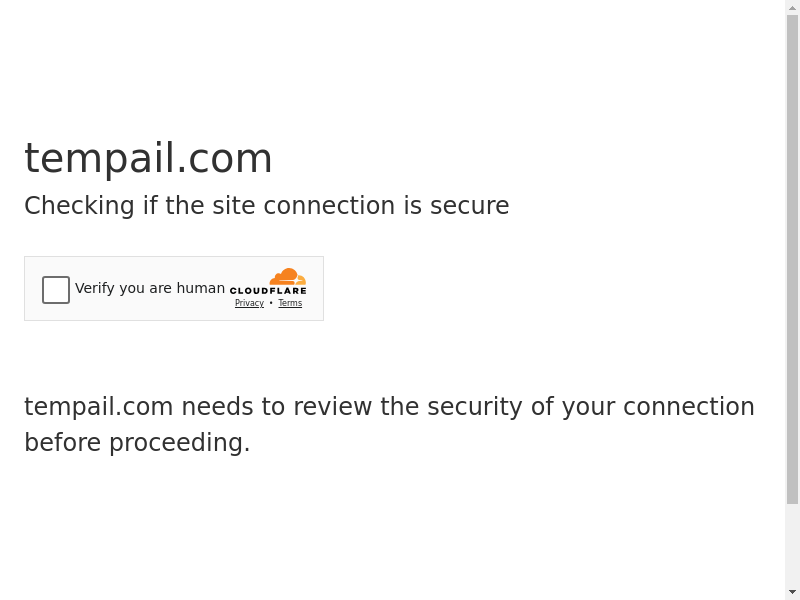 tempail.com
Checking if the site connection is secure
Verify you are human
CLOUDFLARE
Privacy • Terms
tempail.com needs to review the security of your connection
before proceeding.